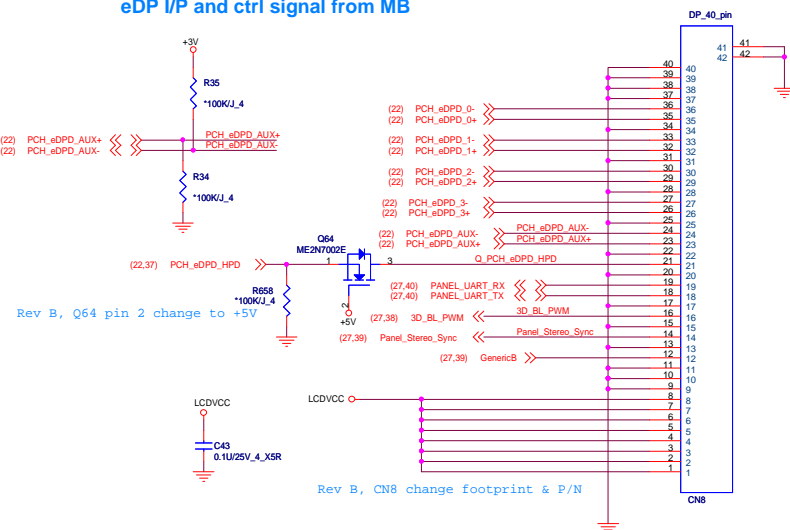 eDP I/P and ctrl signal from MB
DP_40_pin
+3V
R35
*100K/J_4
(22) PCH_eDPD_AUX+
PCH_eDPD_AUX+
(22) PCH_eDPD_AUX-
PCH_eDPD_AUX-
R34
*100K/J_4
Q64
ME2N7002E
1
3
2
(22,37) PCH_eDPD_HPD
Q_PCH_eDPD_HPD
R658
*100K/J_4
+5V
Rev B, Q64 pin 2 change to +5V
LCDVCC
C43
0.1U/25V_4_X5R
(22) PCH_eDPD_0-
(22) PCH_eDPD_0+
(22) PCH_eDPD_1-
(22) PCH_eDPD_1+
(22) PCH_eDPD_2-
(22) PCH_eDPD_2+
(22) PCH_eDPD_3-
(22) PCH_eDPD_3+
(22) PCH_eDPD_AUX-
PCH_eDPD_AUX-
(22) PCH_eDPD_AUX+
PCH_eDPD_AUX+
(27,40) PANEL_UART_RX
(27,40) PANEL_UART_TX
(27,38) 3D_BL_PWM
3D_BL_PWM
(27,39) Panel_Stereo_Sync
Panel_Stereo_Sync
(27,39) GenericB
LCDVCC
Rev B, CN8 change footprint & P/N
41 41
42 42
40 40
39 39
38 38
37 37
36 36
35 35
34 34
33 33
32 32
31 31
30 30
29 29
28 28
27 27
26 26
25 25
24 24
23 23
22 22
21 21
20 20
19 19
18 18
17 17
16 16
15 15
14 14
13 13
12 12
11 11
10 10
9 9
8 8
7 7
6 6
5 5
4 4
3 3
2 2
1 1
CN8